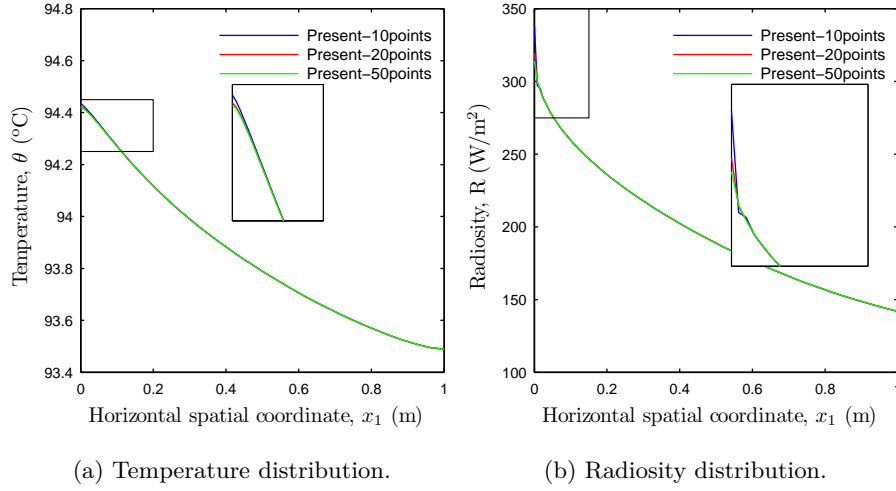 94.8
94.6
94.4
94.2
94
93.8
93.6
93.4
0
0.2
0.4
0.6
0.8
1
Temperature, θ (°C)
Horizontal spatial coordinate, x₁ (m)
Present−10points
Present−20points
Present−50points
(a) Temperature distribution.
350
300
250
200
150
100
0
0.2
0.4
0.6
0.8
1
Radiosity, R (W/m²)
Horizontal spatial coordinate, x₁ (m)
Present−10points
Present−20points
Present−50points
(b) Radiosity distribution.